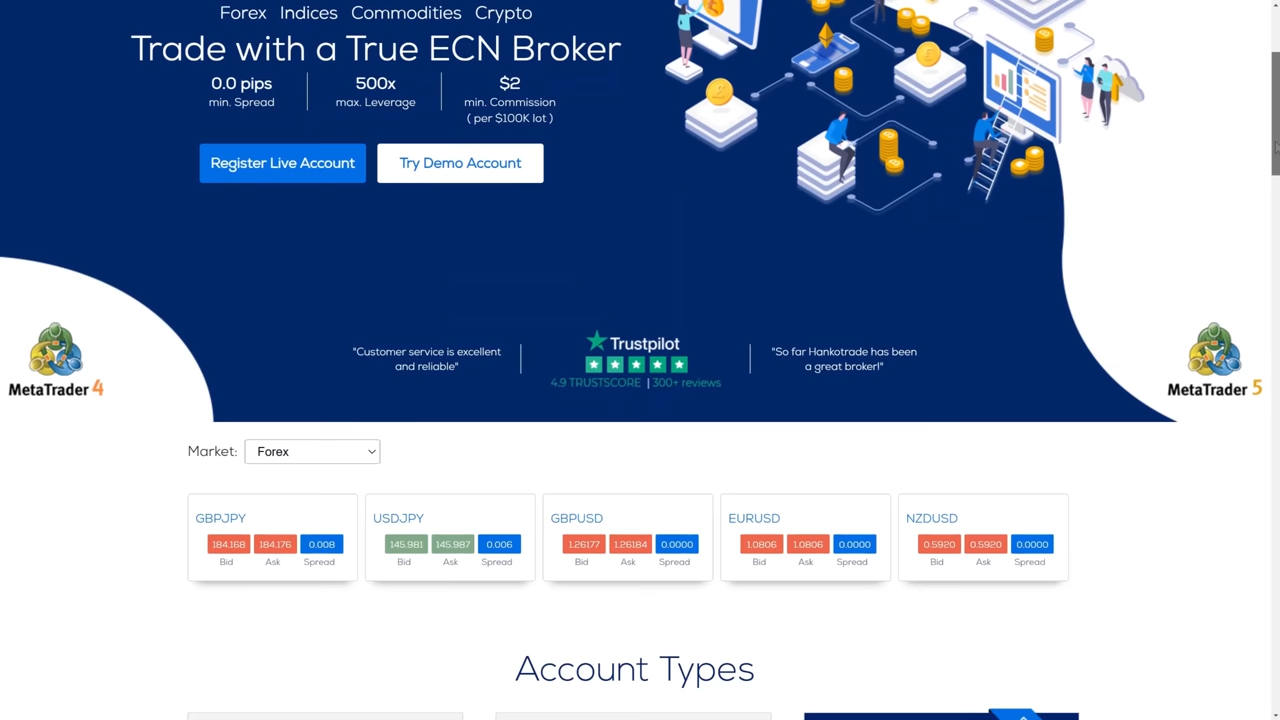 Forex Indices Commodities Crypto
Trade with a True ECN Broker
0.0 pips 500x $2
min. Spread max. Leverage min. Commission
( per $100K lot )
Register Live Account Try Demo Account
"Customer service is excellent
and reliable"
Trustpilot
4.9 TRUSTSCORE | 300+ reviews
"So far Hankotrade has been
a great broker!"
MetaTrader 4
MetaTrader 5
Market: Forex
GBPJPY
184.168 184.176 0.008
Bid Ask Spread
USDJPY
145.981 145.987 0.006
Bid Ask Spread
GBPUSD
1.26177 1.26184 0.0000
Bid Ask Spread
EURUSD
1.0806 1.0806 0.0000
Bid Ask Spread
NZDUSD
0.5920 0.5920 0.0000
Bid Ask Spread
Account Types